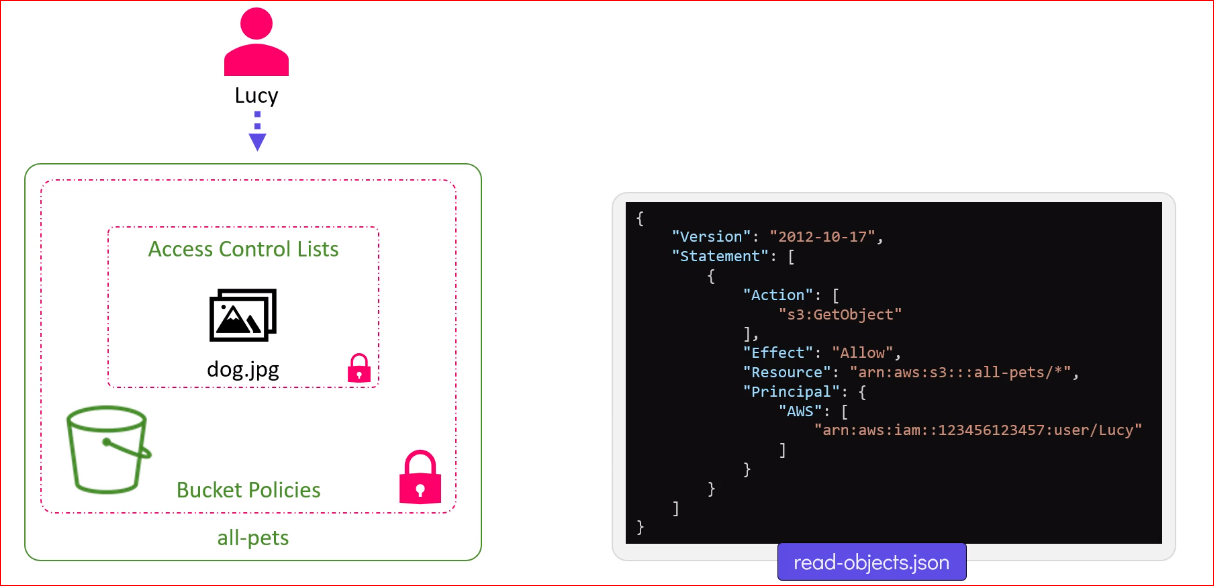 Lucy
Access Control Lists
dog.jpg
Bucket Policies
all-pets
{
    "Version": "2012-10-17",
    "Statement": [
        {
            "Action": [
                "s3:GetObject"
            ],
            "Effect": "Allow",
            "Resource": "arn:aws:s3:::all-pets/*",
            "Principal": {
                "AWS": [
                    "arn:aws:iam::123456123457:user/Lucy"
                ]
            }
        }
    ]
}
read-objects.json